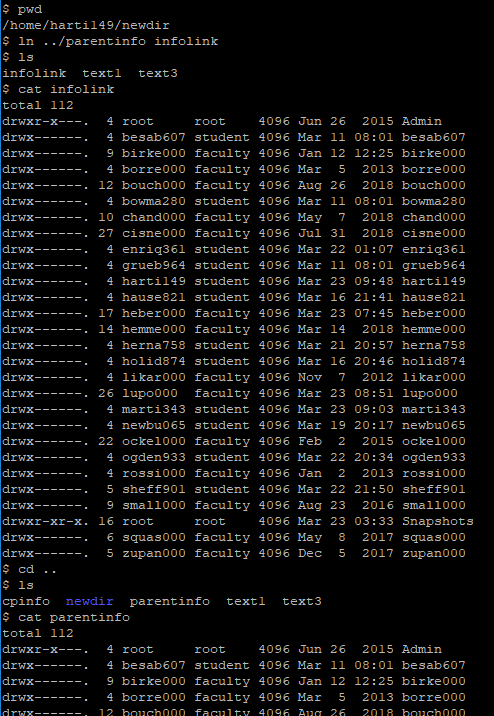 $ pwd
/home/harti149/newdir
$ ln ../parentinfo infolink
$ ls
infolink  text1  text3
$ cat infolink
total 112
drwxr-x---.  4 root     root    4096 Jun 26  2015 Admin
drwx------.  4 besab607 student 4096 Mar 11 08:01 besab607
drwx------.  9 birke000 faculty 4096 Jan 12 12:25 birke000
drwx------.  4 borre000 faculty 4096 Mar  5  2013 borre000
drwx------. 12 bouch000 faculty 4096 Aug 26  2018 bouch000
drwx------.  4 bowma280 student 4096 Mar 11 08:01 bowma280
drwx------. 10 chand000 faculty 4096 May  7  2018 chand000
drwx------. 27 cisne000 faculty 4096 Jul 31  2018 cisne000
drwx------.  4 enriq361 student 4096 Mar 22 01:07 enriq361
drwx------.  4 grueb964 student 4096 Mar 11 08:01 grueb964
drwx------.  4 harti149 student 4096 Mar 23 09:48 harti149
drwx------.  4 hause821 student 4096 Mar 16 21:41 hause821
drwx------. 17 heber000 faculty 4096 Mar 23 07:45 heber000
drwx------. 14 hemme000 faculty 4096 Mar 14  2018 hemme000
drwx------.  4 herna758 student 4096 Mar 21 20:57 herna758
drwx------.  4 holid874 student 4096 Mar 16 20:46 holid874
drwx------.  4 likar000 faculty 4096 Nov  7  2012 likar000
drwx------. 26 lupo000  faculty 4096 Mar 23 08:51 lupo000
drwx------.  4 marti343 student 4096 Mar 23 09:03 marti343
drwx------.  4 newbu065 student 4096 Mar 19 20:17 newbu065
drwx------. 22 ockel000 faculty 4096 Feb  2  2015 ockel000
drwx------.  4 ogden933 student 4096 Mar 22 20:34 ogden933
drwx------.  4 rossi000 faculty 4096 Jan  2  2013 rossi000
drwx------.  5 sheff901 student 4096 Mar 22 21:50 sheff901
drwx------.  9 small000 faculty 4096 Aug 23  2016 small000
drwxr-xr-x. 16 root     root    4096 Mar 23 03:33 Snapshots
drwx------.  6 squas000 faculty 4096 May  8  2017 squas000
drwx------.  5 zupan000 faculty 4096 Dec  5  2017 zupan000
$ cd ..
$ ls
cpinfo  newdir  parentinfo  text1  text3
$ cat parentinfo
total 112
drwxr-x---.  4 root     root    4096 Jun 26  2015 Admin
drwx------.  4 besab607 student 4096 Mar 11 08:01 besab607
drwx------.  9 birke000 faculty 4096 Jan 12 12:25 birke000
drwx------.  4 borre000 faculty 4096 Mar  5  2013 borre000
drwx------. 12 bouch000 faculty 4096 Aug 26  2018 bouch000